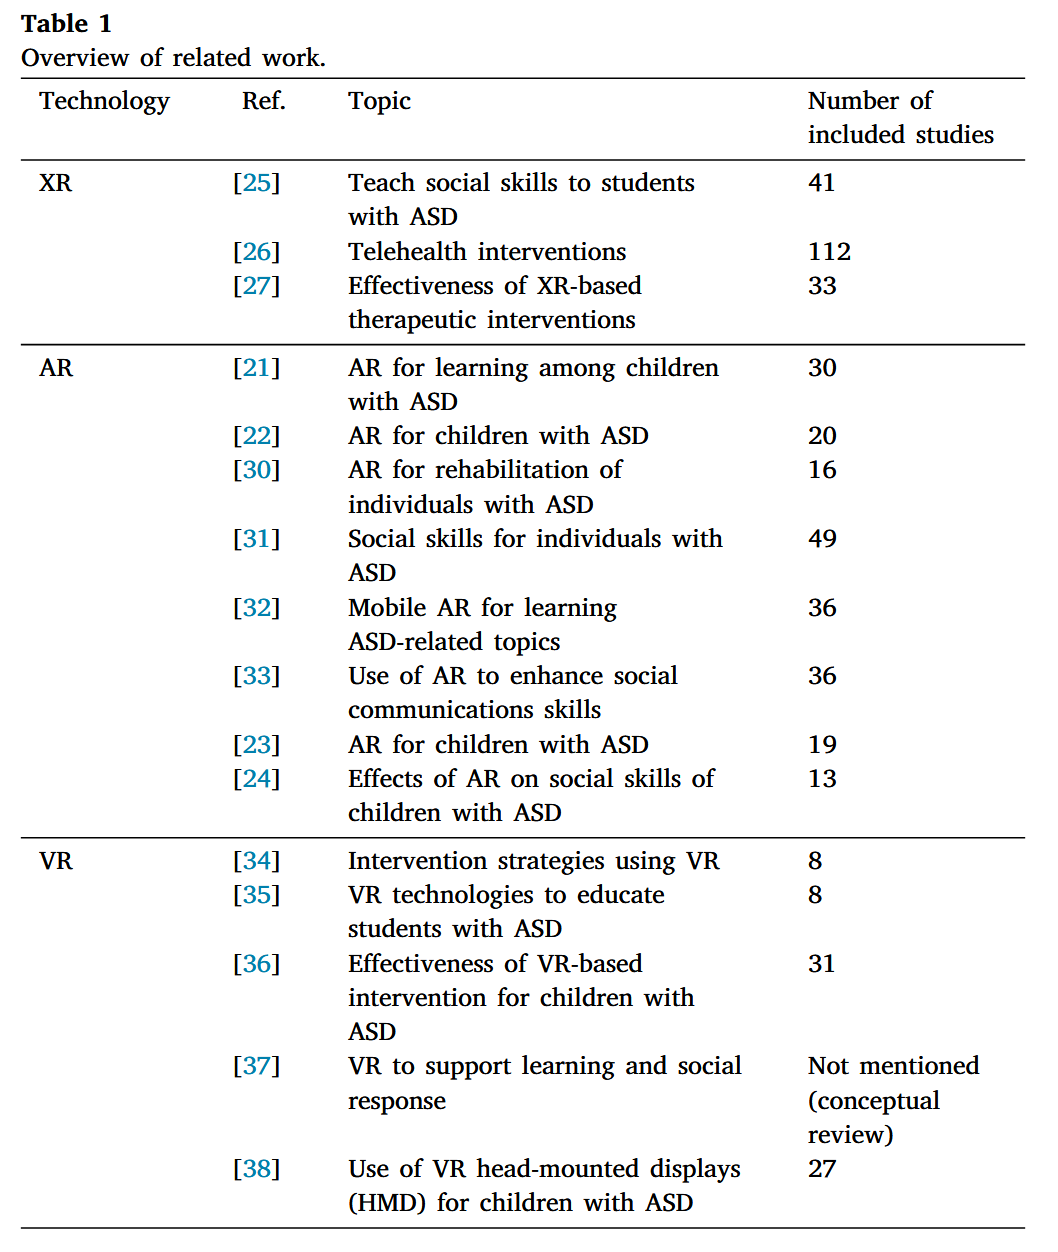 Table 1
Overview of related work.
Technology Ref. Topic Number of
included studies
XR [25] Teach social skills to students 41
with ASD
[26] Telehealth interventions 112
[27] Effectiveness of XR-based 33
therapeutic interventions
AR [21] AR for learning among children 30
with ASD
[22] AR for children with ASD 20
[30] AR for rehabilitation of 16
individuals with ASD
[31] Social skills for individuals with 49
ASD
[32] Mobile AR for learning 36
ASD-related topics
[33] Use of AR to enhance social 36
communications skills
[23] AR for children with ASD 19
[24] Effects of AR on social skills of 13
children with ASD
VR [34] Intervention strategies using VR 8
[35] VR technologies to educate 8
students with ASD
[36] Effectiveness of VR-based 31
intervention for children with
ASD
[37] VR to support learning and social Not mentioned
response (conceptual
review)
[38] Use of VR head-mounted displays 27
(HMD) for children with ASD